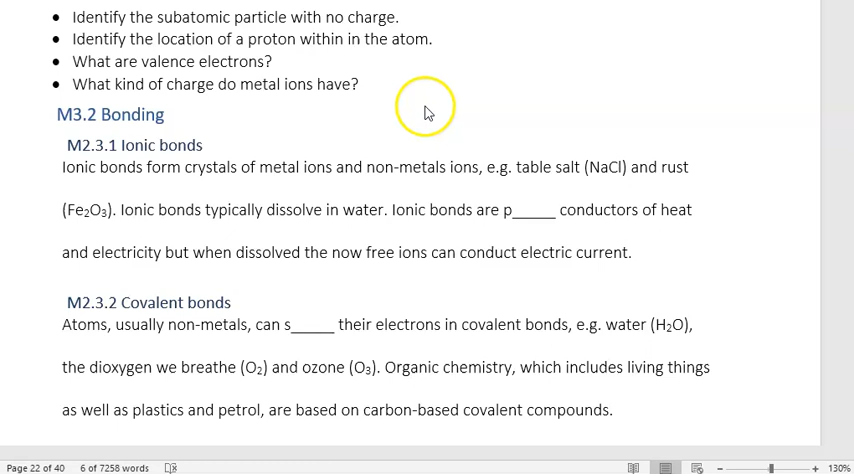 • Identify the subatomic particle with no charge.
• Identify the location of a proton within in the atom.
• What are valence electrons?
• What kind of charge do metal ions have?
M3.2 Bonding
M2.3.1 Ionic bonds
Ionic bonds form crystals of metal ions and non-metals ions, e.g. table salt (NaCl) and rust
(Fe₂O₃). Ionic bonds typically dissolve in water. Ionic bonds are p_____ conductors of heat
and electricity but when dissolved the now free ions can conduct electric current.
M2.3.2 Covalent bonds
Atoms, usually non-metals, can s_____ their electrons in covalent bonds, e.g. water (H₂O),
the dioxygen we breathe (O₂) and ozone (O₃). Organic chemistry, which includes living things
as well as plastics and petrol, are based on carbon-based covalent compounds.
Page 22 of 40 6 of 7258 words 130%